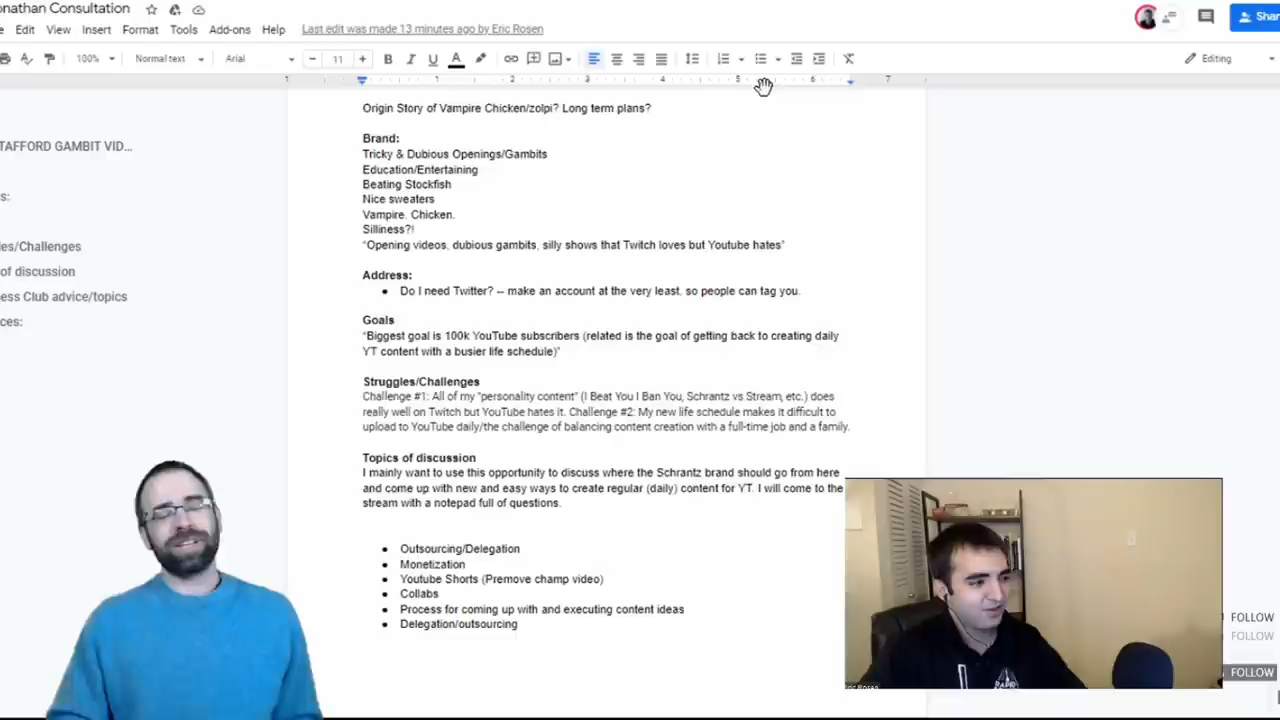 onathan Consultation
Edit View Insert Format Tools Add-ons Help Last edit was made 13 minutes ago by Eric Rosen
Shar
100% Normal text Arial 11 B I U A Editing
1 1 2 3 4 5 6 7
TAFFORD GAMBIT VID...
s:
es/Challenges
of discussion
ess Club advice/topics
ces:
Origin Story of Vampire Chicken/zolpi? Long term plans?
Brand:
Tricky & Dubious Openings/Gambits
Education/Entertaining
Beating Stockfish
Nice sweaters
Vampire. Chicken.
Silliness?!
"Opening videos, dubious gambits, silly shows that Twitch loves but Youtube hates"
Address:
• Do I need Twitter? -- make an account at the very least, so people can tag you.
Goals
"Biggest goal is 100k YouTube subscribers (related is the goal of getting back to creating daily
YT content with a busier life schedule)"
Struggles/Challenges
Challenge #1: All of my "personality content" (I Beat You I Ban You, Schrantz vs Stream, etc.) does
really well on Twitch but YouTube hates it. Challenge #2: My new life schedule makes it difficult to
upload to YouTube daily/the challenge of balancing content creation with a full-time job and a family.
Topics of discussion
I mainly want to use this opportunity to discuss where the Schrantz brand should go from here
and come up with new and easy ways to create regular (daily) content for YT. I will come to the
stream with a notepad full of questions.
• Outsourcing/Delegation
• Monetization
• Youtube Shorts (Premove champ video)
• Collabs
• Process for coming up with and executing content ideas
• Delegation/outsourcing
FOLLOW
FOLLOW
FOLLOW
Eric Rosen